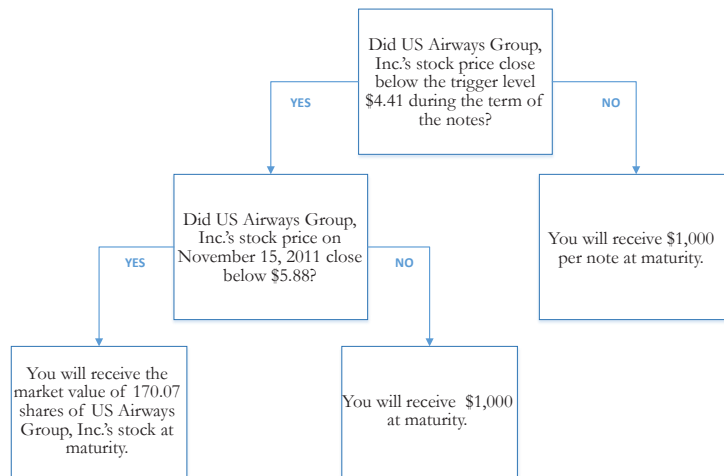 Did US Airways Group,
Inc.'s stock price close
below the trigger level
$4.41 during the term of
the notes?
YES
NO
Did US Airways Group,
Inc.'s stock price on
November 15, 2011 close
below $5.88?
You will receive $1,000
per note at maturity.
YES
NO
You will receive the
market value of 170.07
shares of US Airways
Group, Inc.'s stock at
maturity.
You will receive $1,000
at maturity.